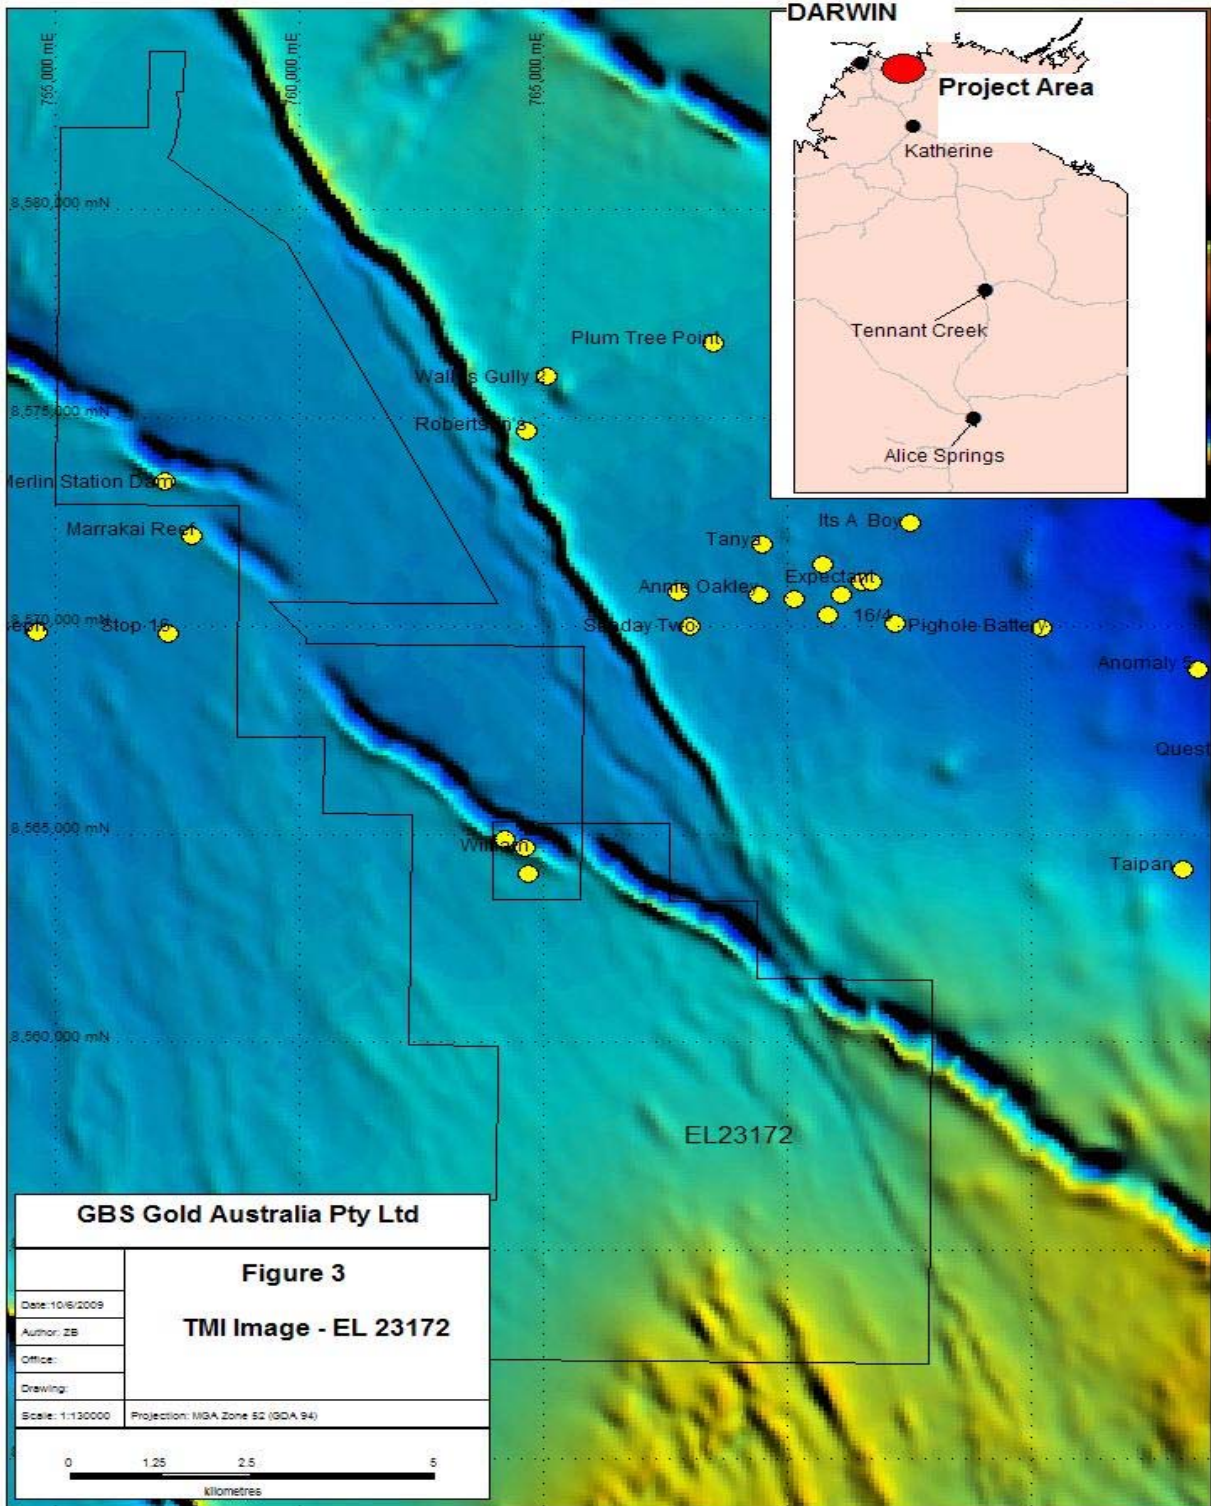 DARWIN
Project Area
Katherine
Tennant Creek
Alice Springs
755,000 mE
760,000 mE
765,000 mE
8,580,000 mN
Plum Tree Point
Wallys Gully 2
8,575,000 mN
Robertson's
Merlin Station Dam
Marrakai Reef
Its A Boy
Tanya
Expectant
Annie Oakley
8,570,000 mN
Stop 16
Sunday Two
16/4
Pighole Battery
Anomaly 5
Quest
8,565,000 mN
William
Taipan
8,560,000 mN
EL23172
GBS Gold Australia Pty Ltd
Figure 3
TMI Image - EL 23172
Date:10/6/2009
Author: ZB
Office:
Drawing:
Scale: 1:130000
Projection: MGA Zone 52 (GDA 94)
0 1.25 2.5 5
kilometres